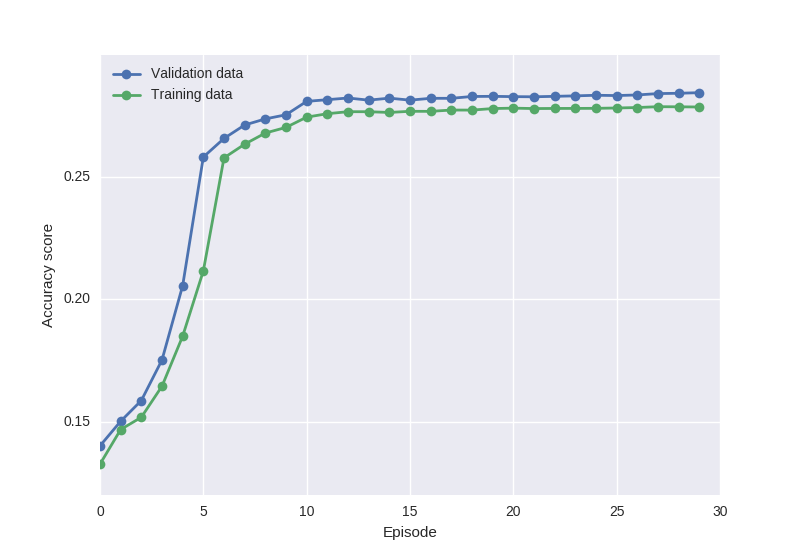 Validation data
Training data
0.25
0.20
0.15
Accuracy score
0 5 10 15 20 25 30
Episode